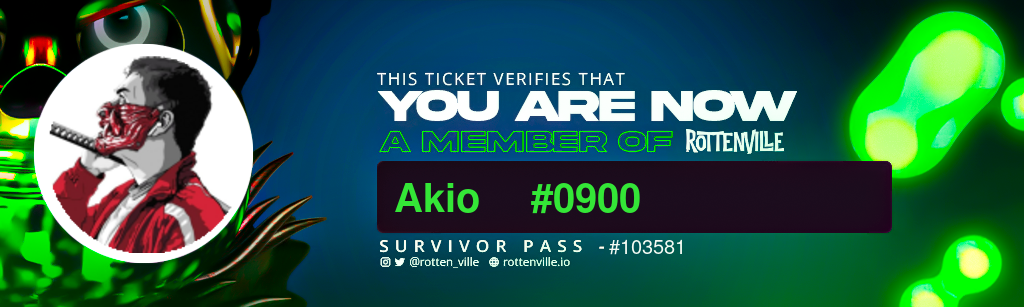 THIS TICKET VERIFIES THAT
YOU ARE NOW
A MEMBER OF ROTTENVILLE
Akio #0900
SURVIVOR PASS - #103581
@rotten_ville rottenville.io